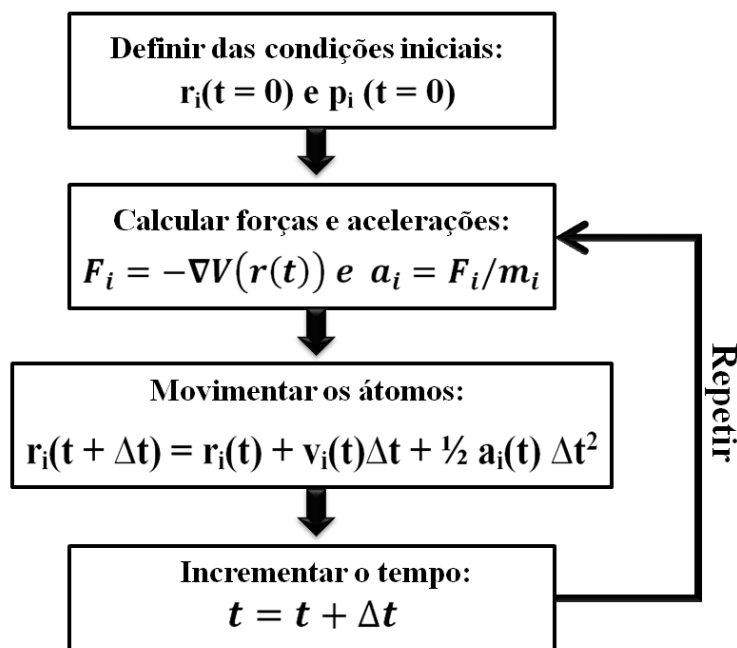 Definir das condições iniciais:
rᵢ(t = 0) e pᵢ (t = 0)
Calcular forças e acelerações:
Fᵢ = −∇V(r(t)) e aᵢ = Fᵢ/mᵢ
Movimentar os átomos:
rᵢ(t + Δt) = rᵢ(t) + vᵢ(t)Δt + ½ aᵢ(t) Δt²
Incrementar o tempo:
t = t + Δt
Repetir